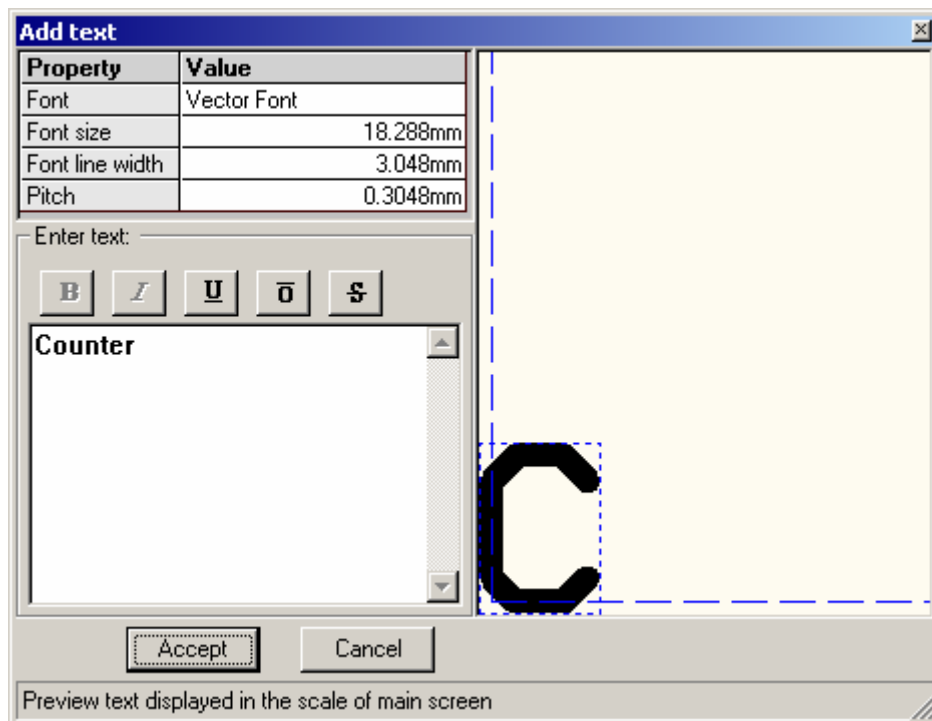 Add text
Property Value
Font Vector Font
Font size 18.288mm
Font line width 3.048mm
Pitch 0.3048mm
Enter text:
B I U o S
Counter
C
Accept Cancel
Preview text displayed in the scale of main screen